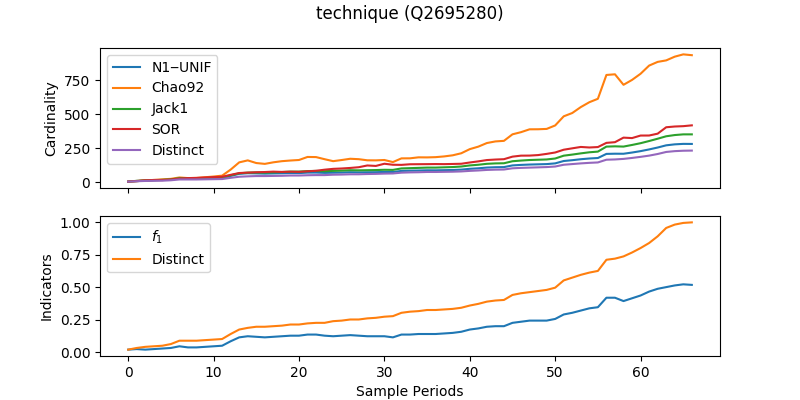 technique (Q2695280)
Cardinality
750
500
250
0
N1−UNIF
Chao92
Jack1
SOR
Distinct
Indicators
1.00
0.75
0.50
0.25
0.00
f1
Distinct
0 10 20 30 40 50 60
Sample Periods